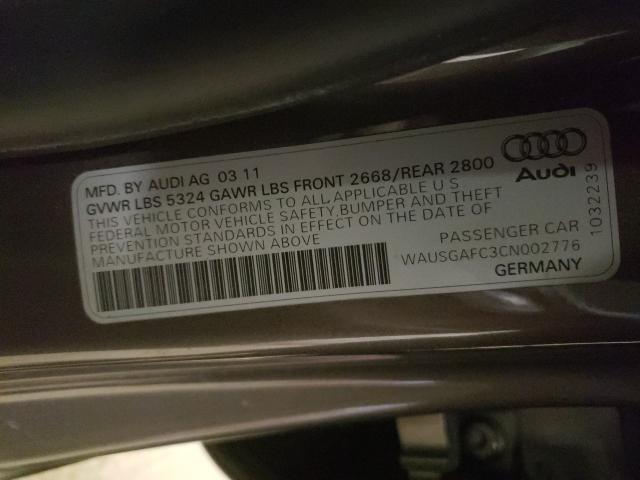 MFD. BY AUDI AG 03 11
GVWR LBS 5324 GAWR LBS FRONT 2668/REAR 2800
THIS VEHICLE CONFORMS TO ALL APPLICABLE U S
FEDERAL MOTOR VEHICLE SAFETY, BUMPER AND THEFT
PREVENTION STANDARDS IN EFFECT ON THE DATE OF
MANUFACTURE SHOWN ABOVE
Audi
PASSENGER CAR
WAUSGAFC3CN002776
GERMANY
1032239